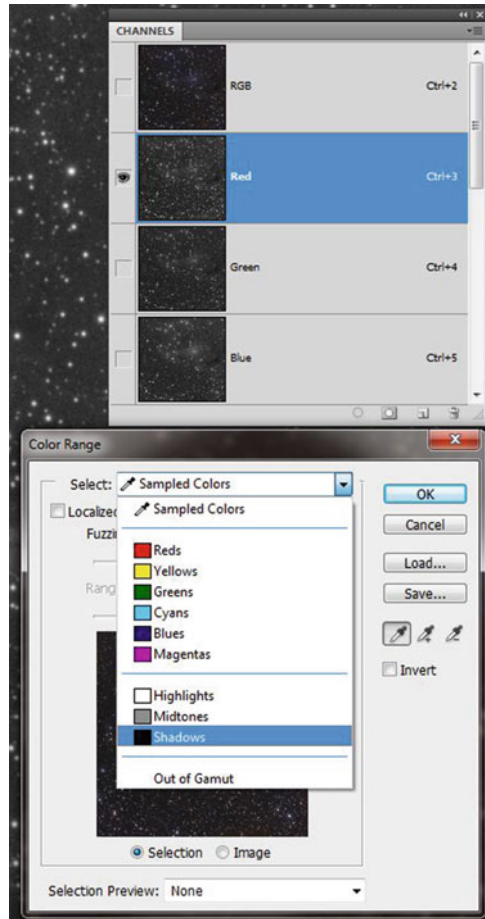 CHANNELS
RGB Ctrl+2
Red Ctrl+3
Green Ctrl+4
Blue Ctrl+5
Color Range
Select: Sampled Colors
OK
Localized
Sampled Colors
Cancel
Reds
Load...
Yellows
Greens
Save...
Cyans
Blues
Magentas
Invert
Highlights
Midtones
Shadows
Out of Gamut
Selection Image
Selection Preview: None